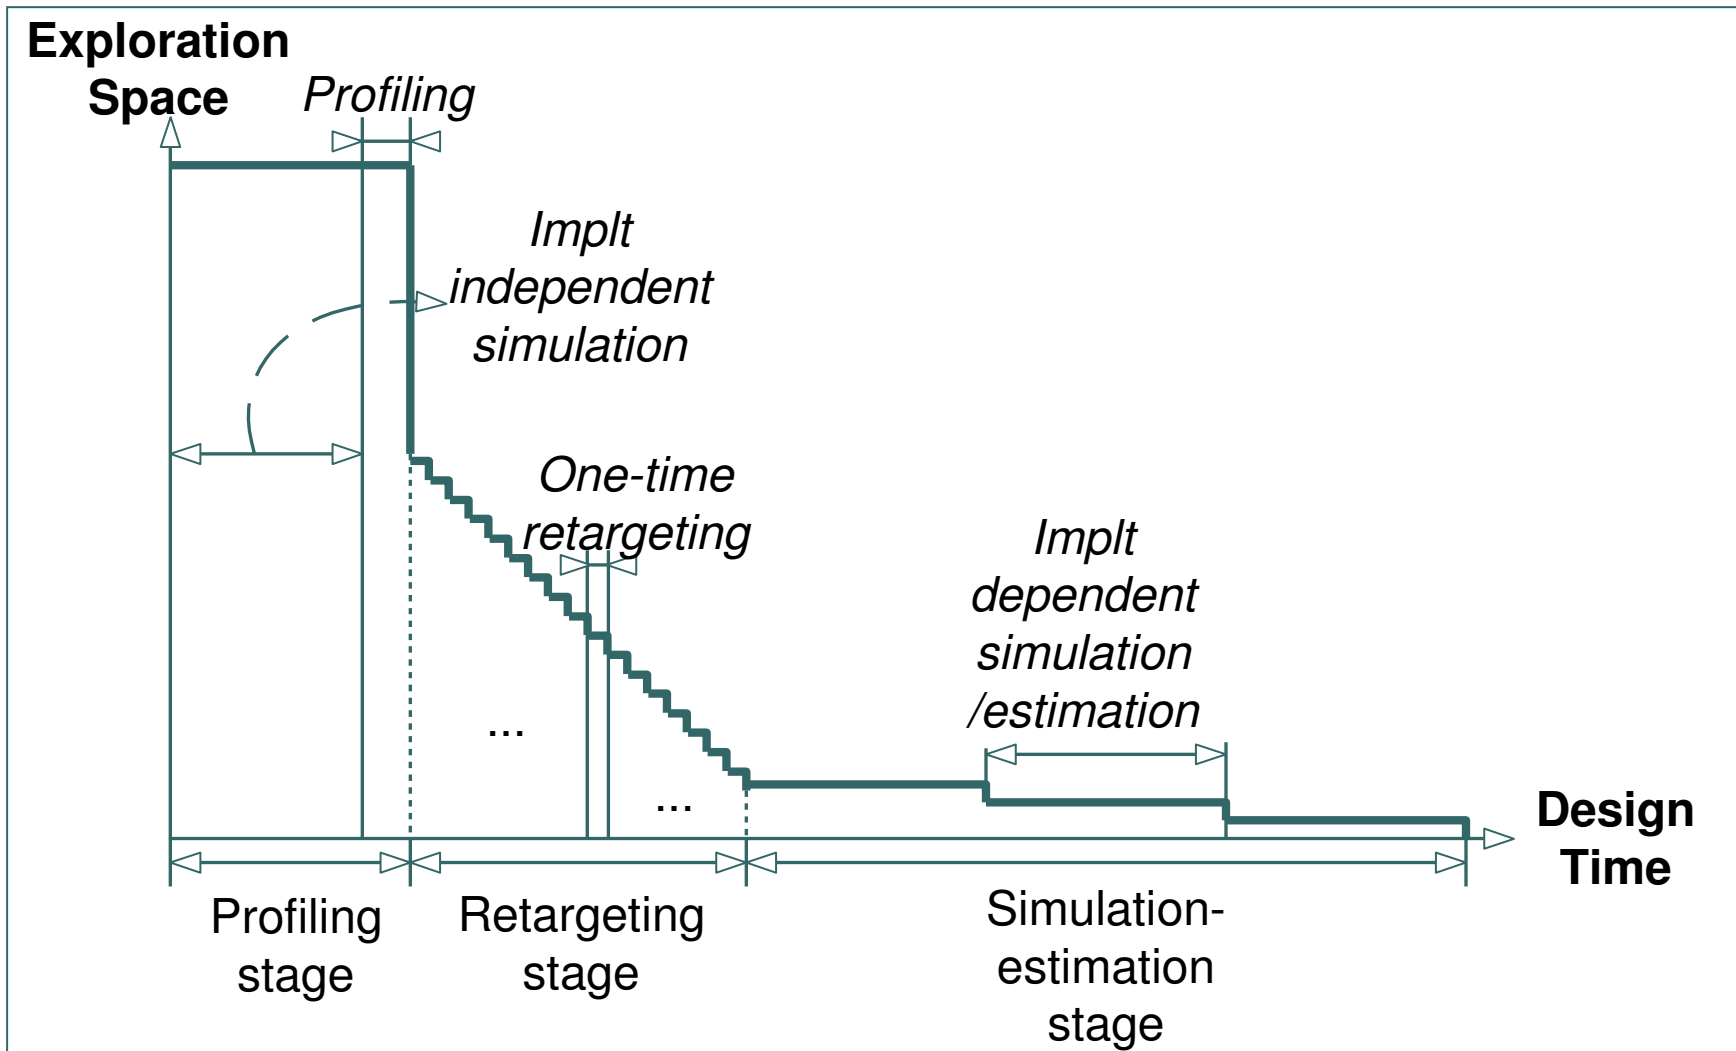 Exploration
Space
Profiling
Implt
independent
simulation
One-time
retargeting
Implt
dependent
simulation
/estimation
...
...
Design
Time
Profiling
stage
Retargeting
stage
Simulation-
estimation
stage